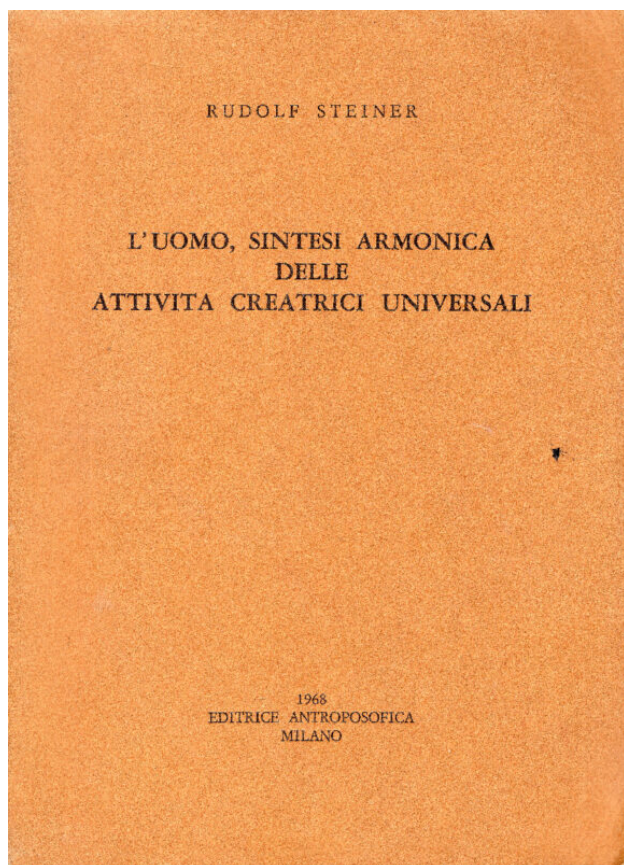 RUDOLF STEINER
L'UOMO, SINTESI ARMONICA
DELLE
ATTIVITA CREATRICI UNIVERSALI
1968
EDITRICE ANTROPOSOFICA
MILANO